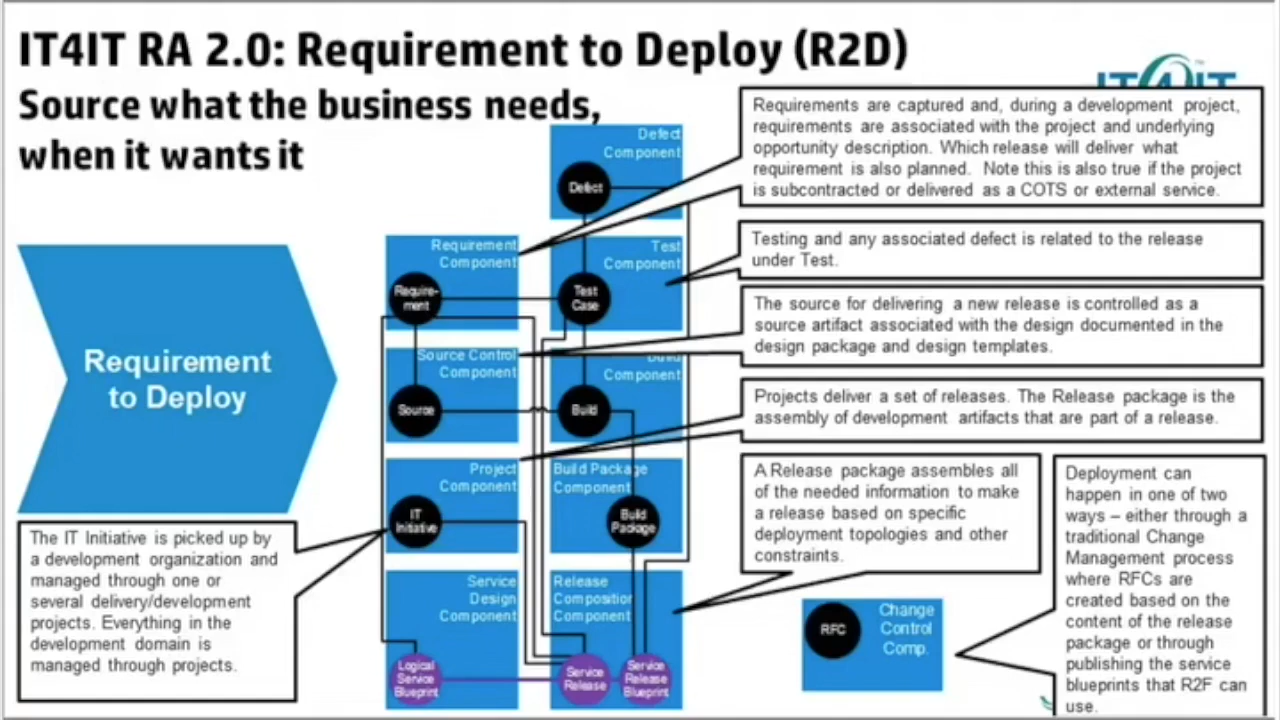 IT4IT RA 2.0: Requirement to Deploy (R2D)
Source what the business needs,
when it wants it
IT4IT
Requirement
to Deploy
The IT Initiative is picked up by
a development organization and
managed through one or
several delivery/development
projects. Everything in the
development domain is
managed through projects.
Defect
Component
Defect
Requirement
Component
Require-
ment
Test
Component
Test
Case
Source Control
Component
Source
Build
Component
Build
Project
Component
IT
Initiative
Build Package
Component
Build
Package
Service
Design
Component
Logical
Service
Blueprint
Release
Composition
Component
Service
Release
Service
Release
Blueprint
Requirements are captured and, during a development project,
requirements are associated with the project and underlying
opportunity description. Which release will deliver what
requirement is also planned. Note this is also true if the project
is subcontracted or delivered as a COTS or external service.
Testing and any associated defect is related to the release
under Test.
The source for delivering a new release is controlled as a
source artifact associated with the design documented in the
design package and design templates.
Projects deliver a set of releases. The Release package is the
assembly of development artifacts that are part of a release.
A Release package assembles all
of the needed information to make
a release based on specific
deployment topologies and other
constraints.
RFC
Change
Control
Comp.
Deployment can
happen in one of two
ways – either through a
traditional Change
Management process
where RFCs are
created based on the
content of the release
package or through
publishing the service
blueprints that R2F can
use.